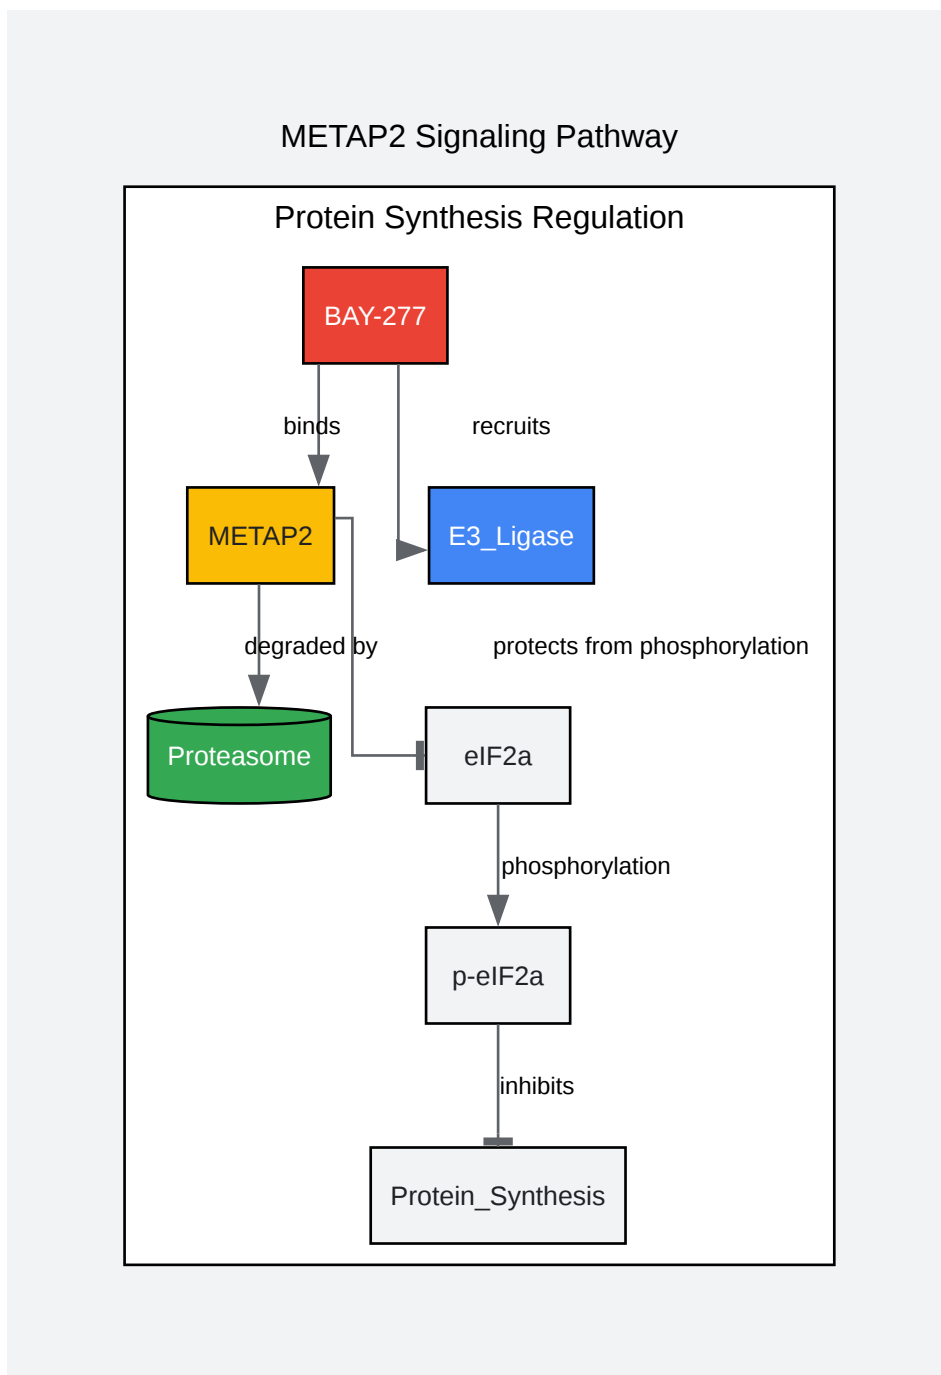 METAP2 Signaling Pathway
Protein Synthesis Regulation
BAY-277
binds
recruits
METAP2
E3_Ligase
degraded by
protects from phosphorylation
Proteasome
eIF2a
phosphorylation
p-eIF2a
inhibits
Protein_Synthesis